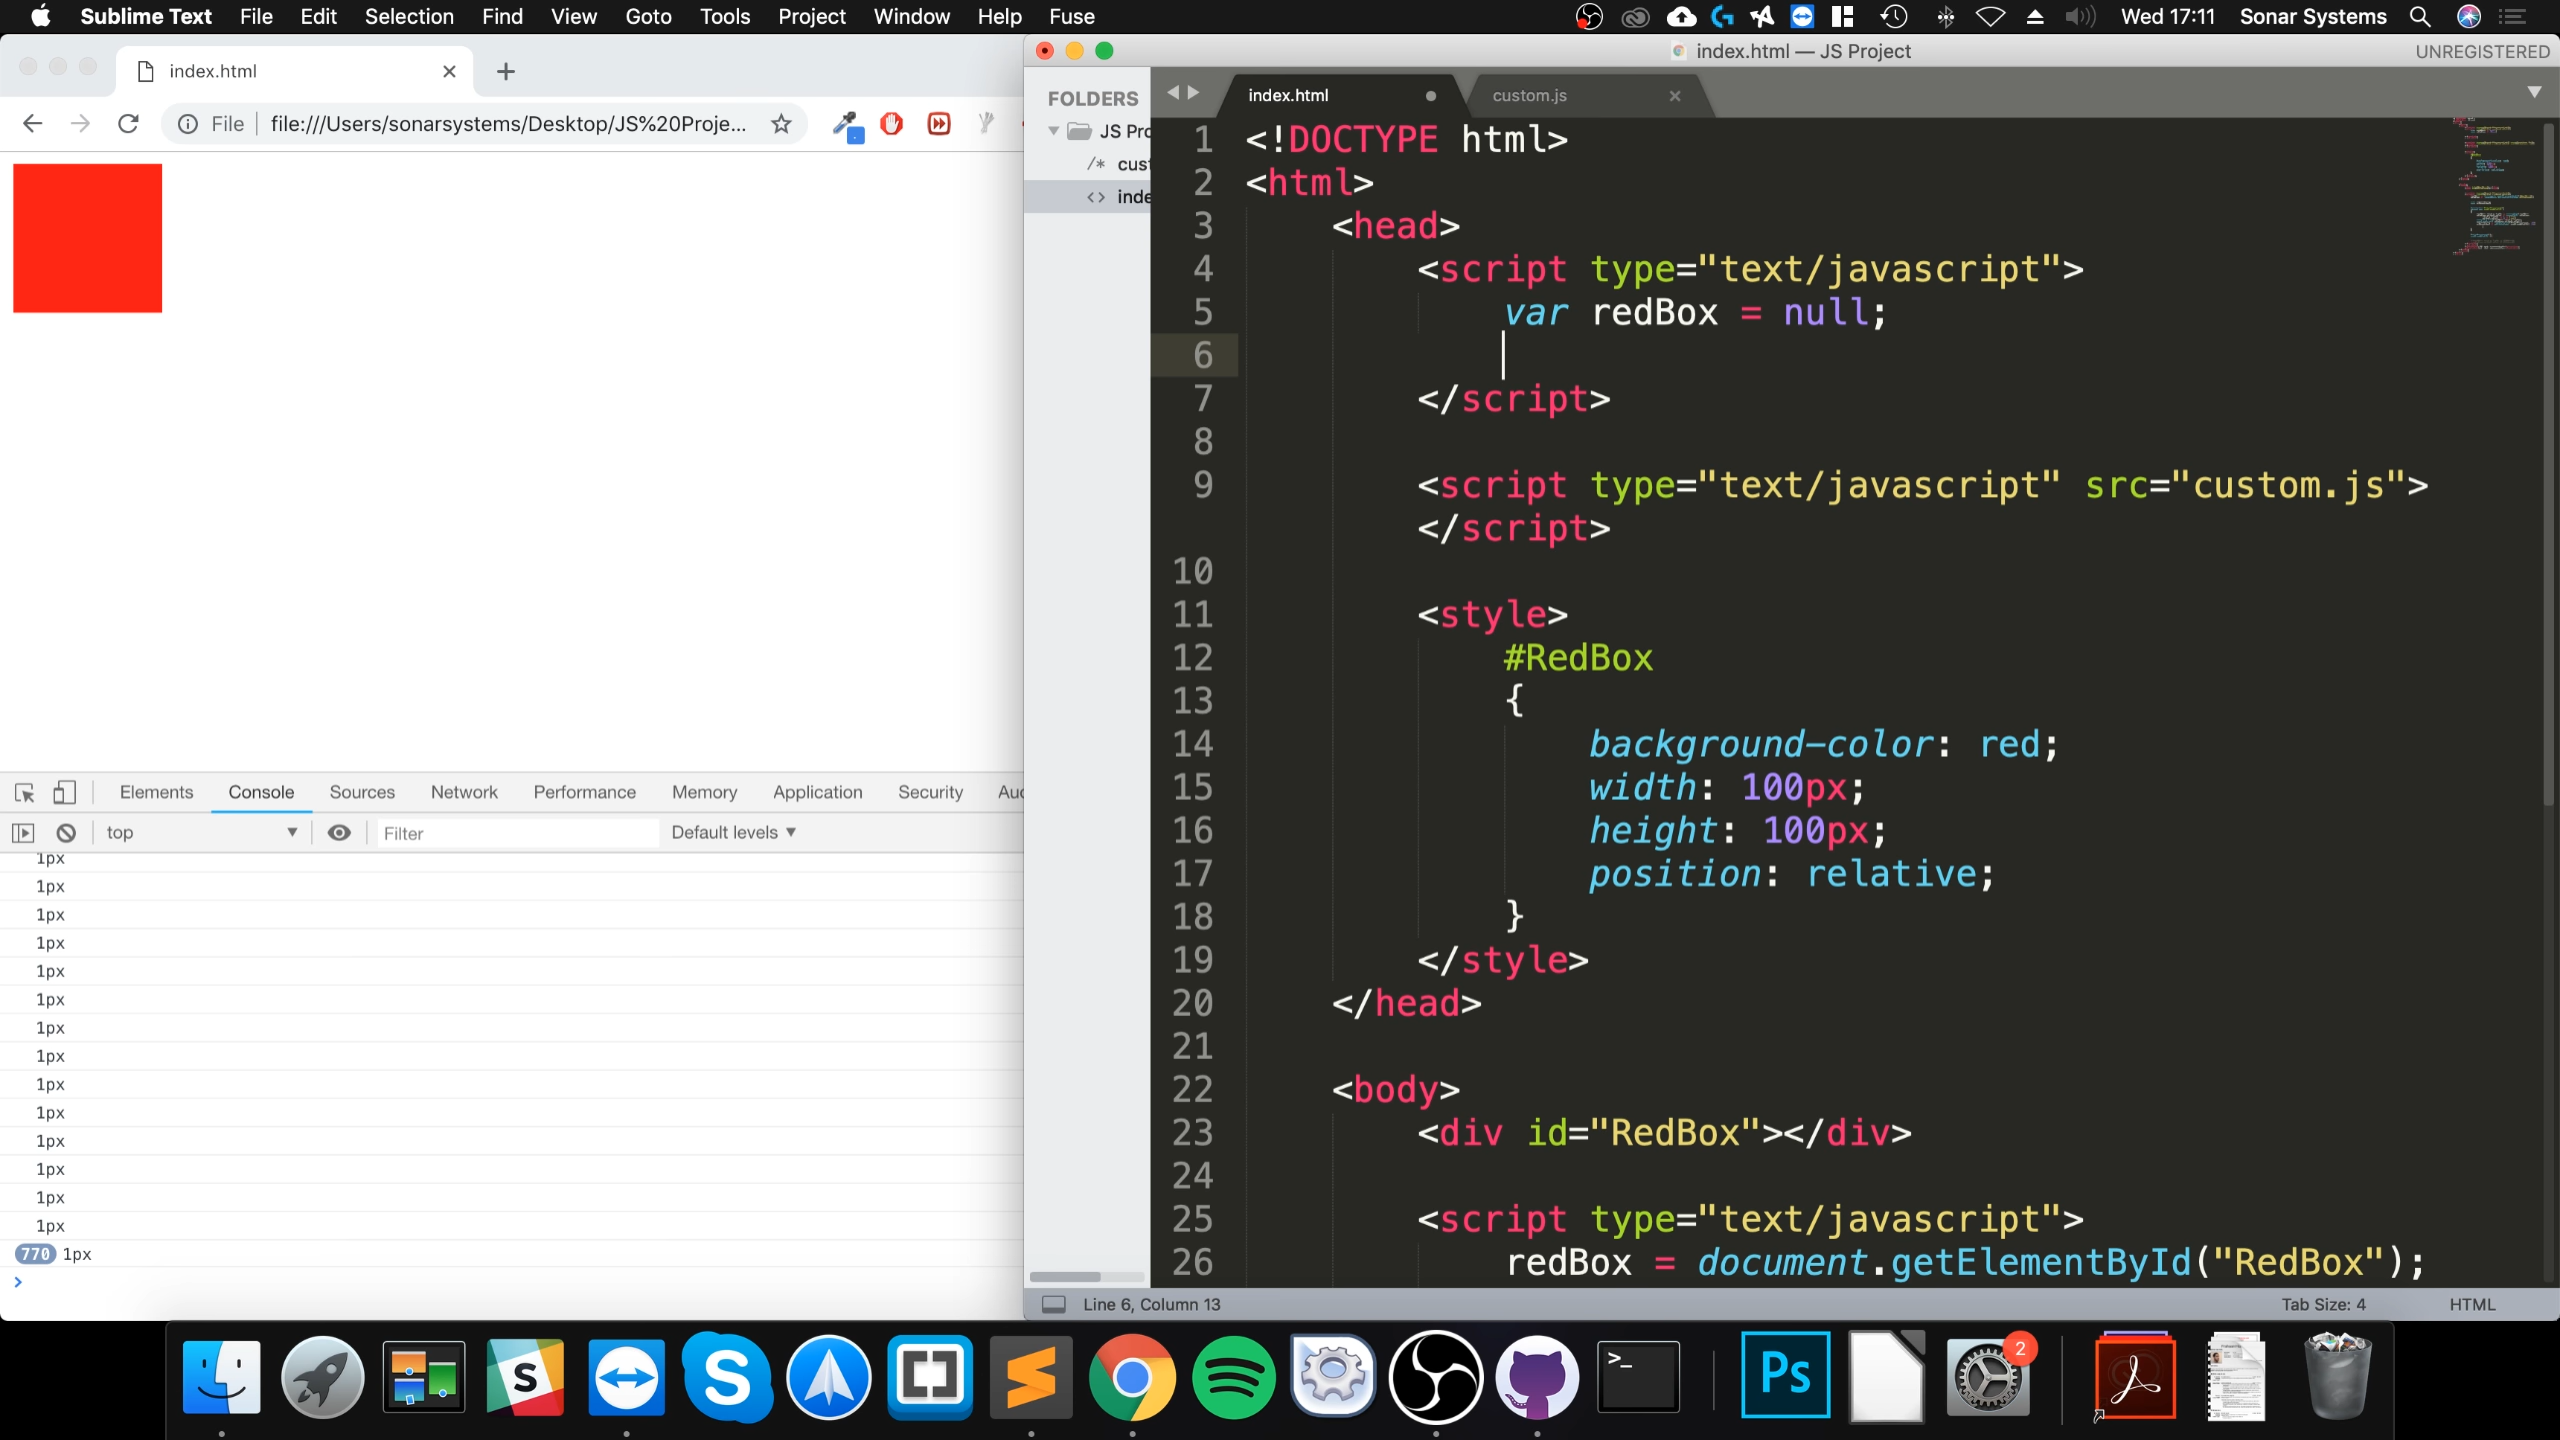 Sublime Text File Edit Selection Find View Goto Tools Project Window Help Fuse Wed 17:11 Sonar Systems
index.html
File file:///Users/sonarsystems/Desktop/JS%20Proje...
Elements Console Sources Network Performance Memory Application Security Auc
top Filter Default levels
1px
1px
1px
1px
1px
1px
1px
1px
1px
1px
1px
1px
1px
1px
770 1px
index.html — JS Project UNREGISTERED
FOLDERS
JS Pro
/* cust
<> inde
index.html custom.js
1 <!DOCTYPE html>
2 <html>
3 <head>
4 <script type="text/javascript">
5 var redBox = null;
6
7 </script>
8
9 <script type="text/javascript" src="custom.js">
</script>
10
11 <style>
12 #RedBox
13 {
14 background-color: red;
15 width: 100px;
16 height: 100px;
17 position: relative;
18 }
19 </style>
20 </head>
21
22 <body>
23 <div id="RedBox"></div>
24
25 <script type="text/javascript">
26 redBox = document.getElementById("RedBox");
Line 6, Column 13 Tab Size: 4 HTML
S S >_ Ps 2